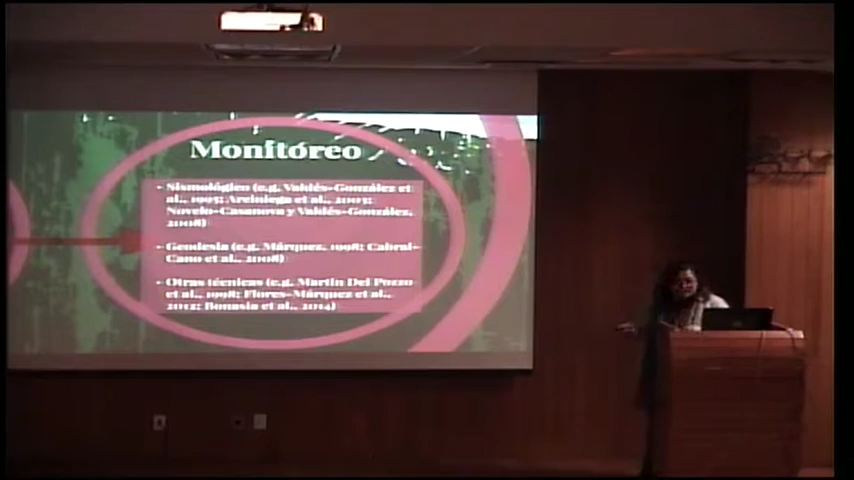 Monitóreo
- Sismológico (e.g. Valdés-González et
al., 1995; Arciniega et al., 2003;
Novelo-Casanova y Valdés-González,
2008)
- Geodesia (e.g. Márquez, 1998; Cabral-
Cano et al., 2008)
- Otras técnicas (e.g. Martin Del Pozzo
et al., 1998; Flores-Márquez et al.,
2012; Bonasia et al., 2014)